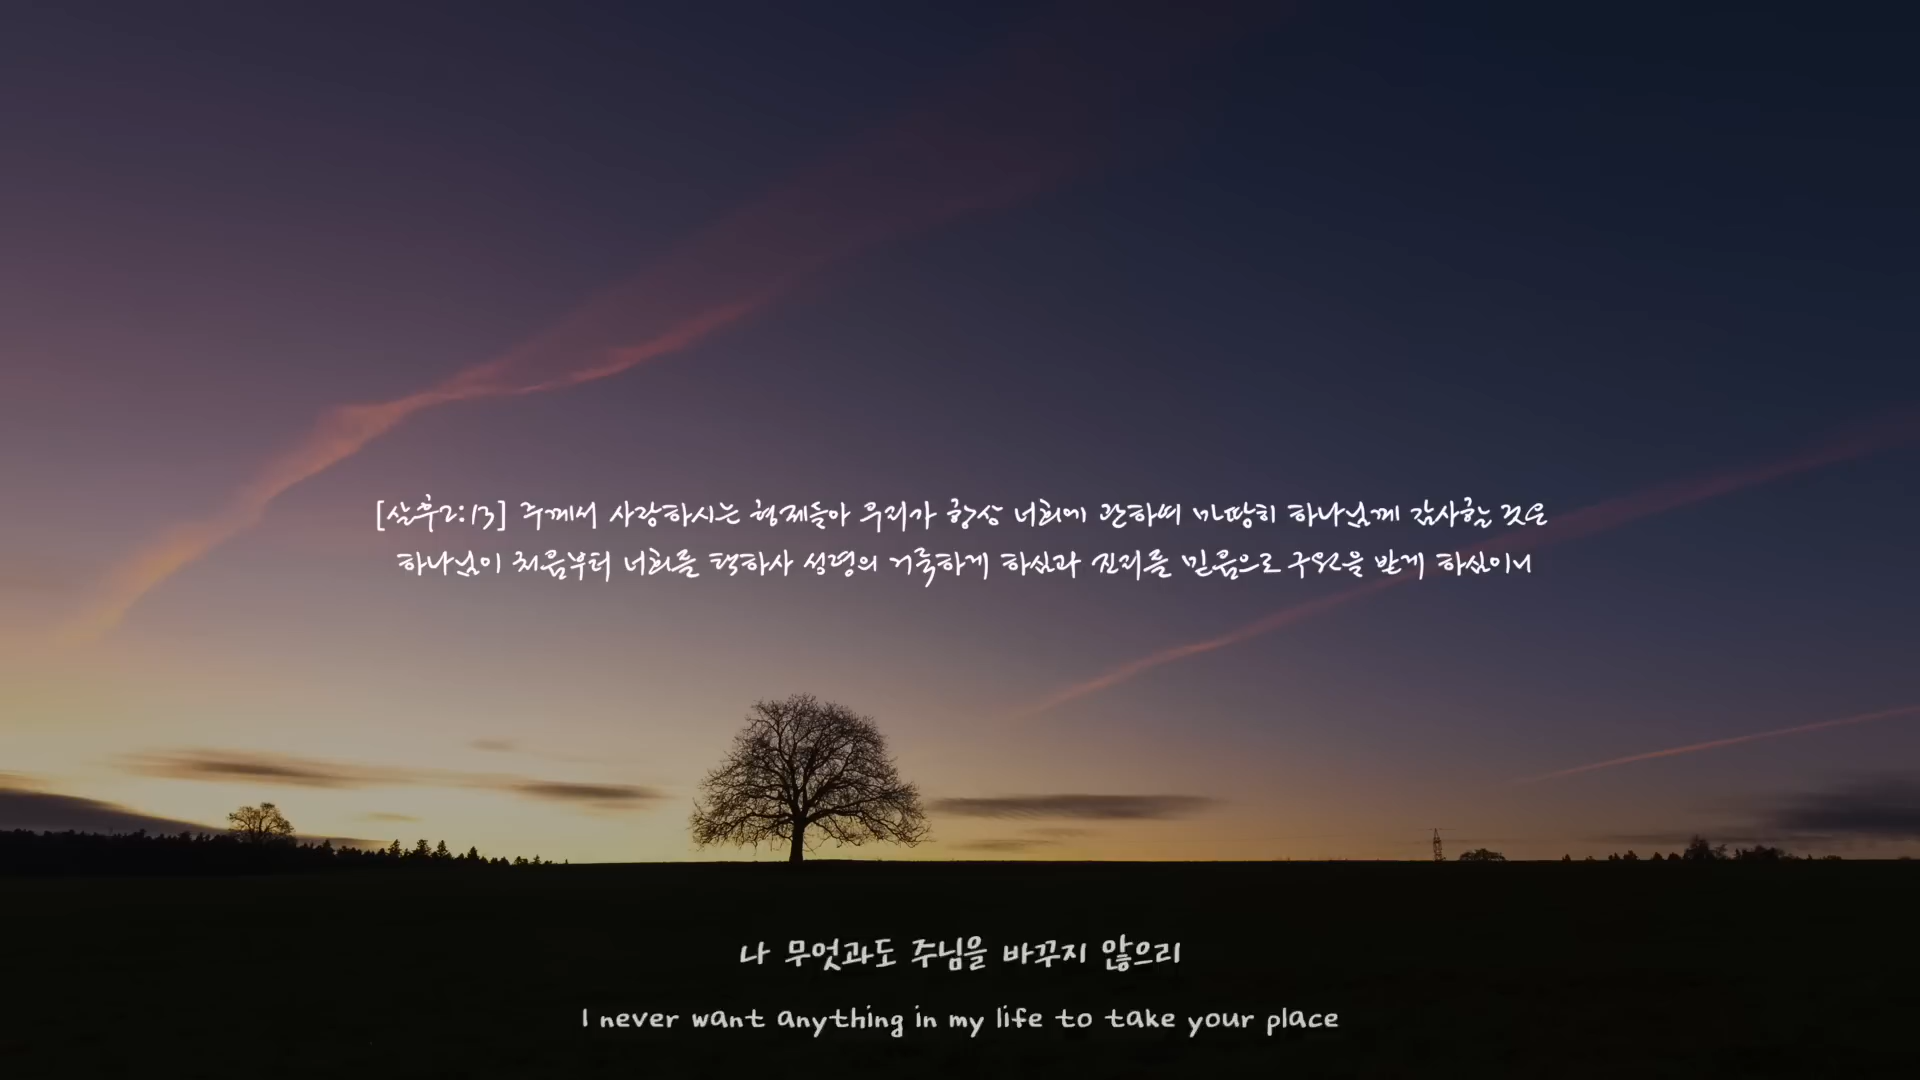 [살후2:13] 주께서 사랑하시는 형제들아 우리가 항상 너희에 관하여 마땅히 하나님께 감사할 것은
하나님이 처음부터 너희를 택하사 성령의 거룩하게 하심과 진리를 믿음으로 구원을 받게 하심이니
나 무엇과도 주님을 바꾸지 않으리
I never want anything in my life to take your place